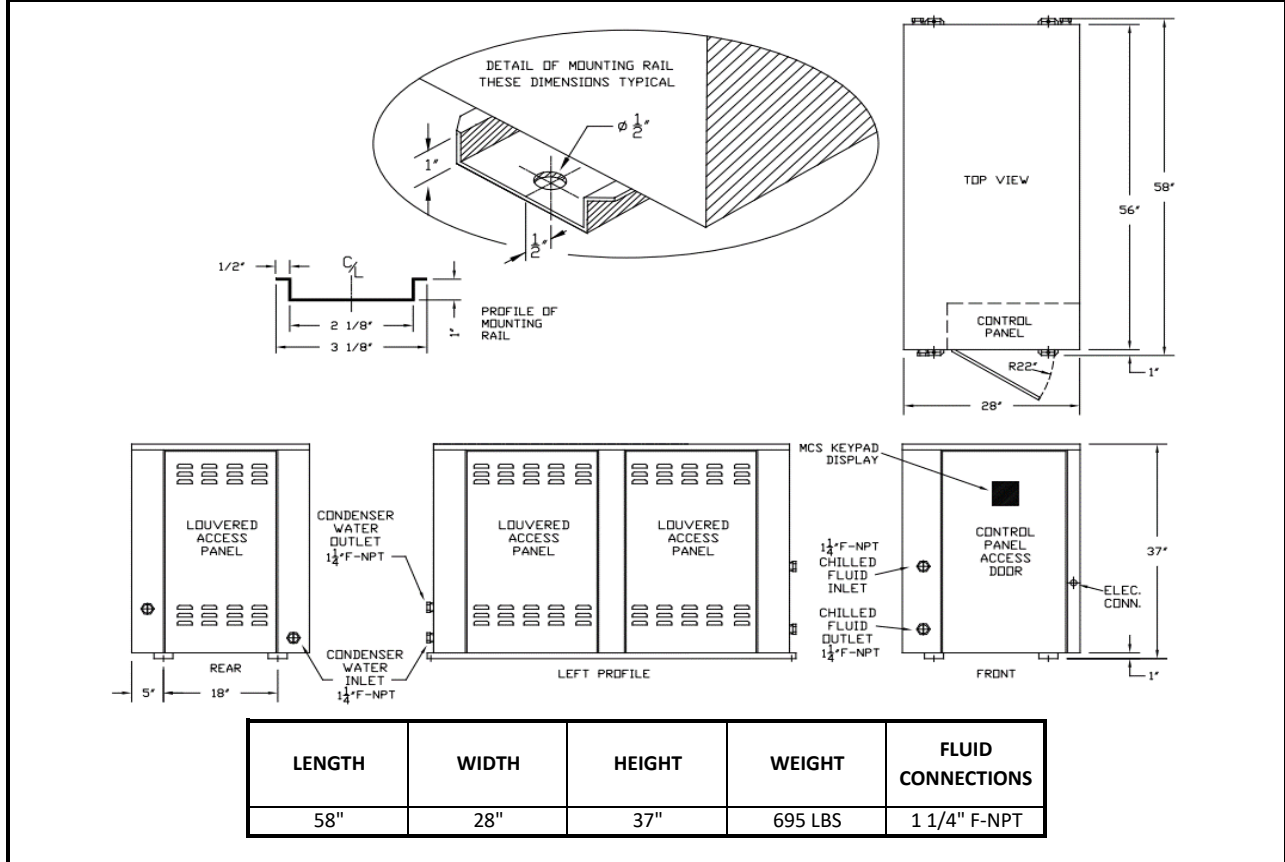 DETAIL OF MOUNTING RAIL
THESE DIMENSIONS TYPICAL
Ø 1/2"
1"
1/2"
1/2"
C/L
2 1/8"
3 1/8"
1"
PROFILE OF
MOUNTING
RAIL
TOP VIEW
58"
56"
CONTROL
PANEL
R22"
1"
28"
LOUVERED
ACCESS
PANEL
REAR
5"
18"
CONDENSER
WATER
OUTLET
1 1/4"F-NPT
CONDENSER
WATER
INLET
1 1/4"F-NPT
LOUVERED
ACCESS
PANEL
LOUVERED
ACCESS
PANEL
LEFT PROFILE
MCS KEYPAD
DISPLAY
1 1/4"F-NPT
CHILLED
FLUID
INLET
CHILLED
FLUID
OUTLET
1 1/4"F-NPT
CONTROL
PANEL
ACCESS
DOOR
37"
ELEC.
CONN.
FRONT
1"
LENGTH WIDTH HEIGHT WEIGHT FLUID
CONNECTIONS
58" 28" 37" 695 LBS 1 1/4" F-NPT